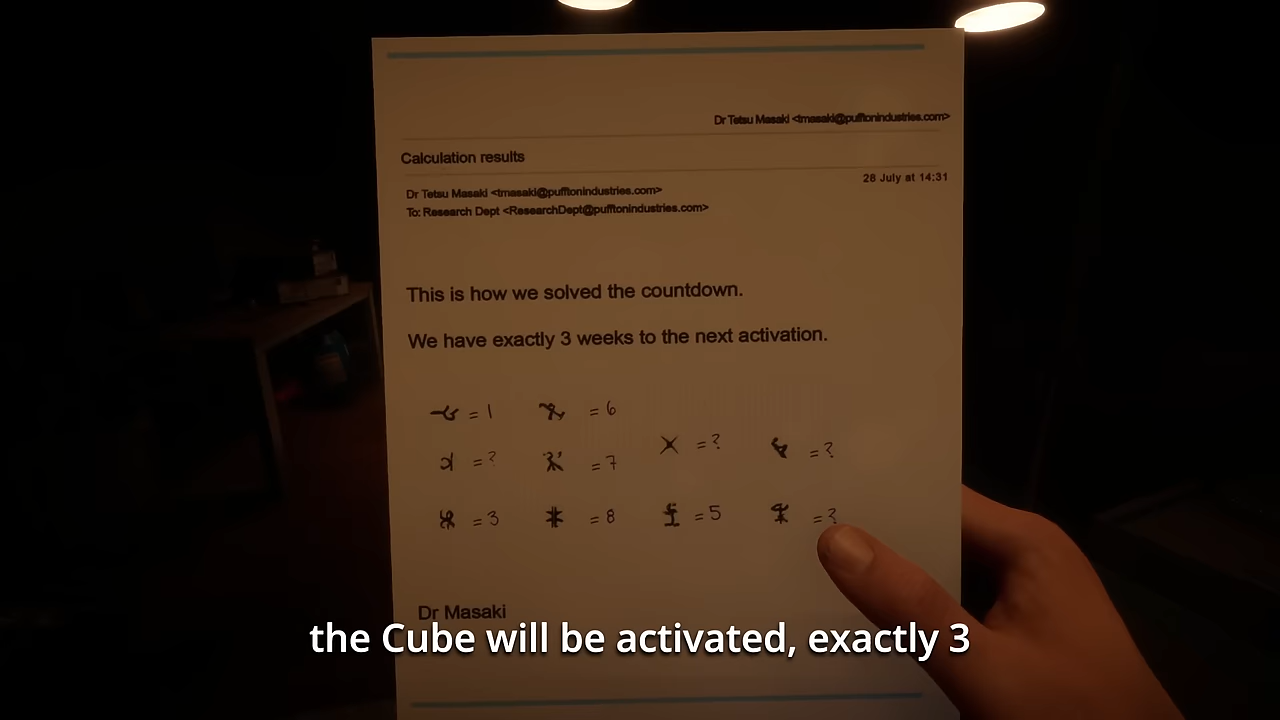 Dr Tetsu Masaki <tmasaki@pufftonindustries.com>
Calculation results
28 July at 14:31
Dr Tetsu Masaki <tmasaki@pufftonindustries.com>
To: Research Dept <ResearchDept@pufftonindustries.com>
This is how we solved the countdown.
We have exactly 3 weeks to the next activation.
= 1 = 6
= ? = ?
= ? = 7
= 3 = 8 = 5 = ?
Dr Masaki
the Cube will be activated, exactly 3